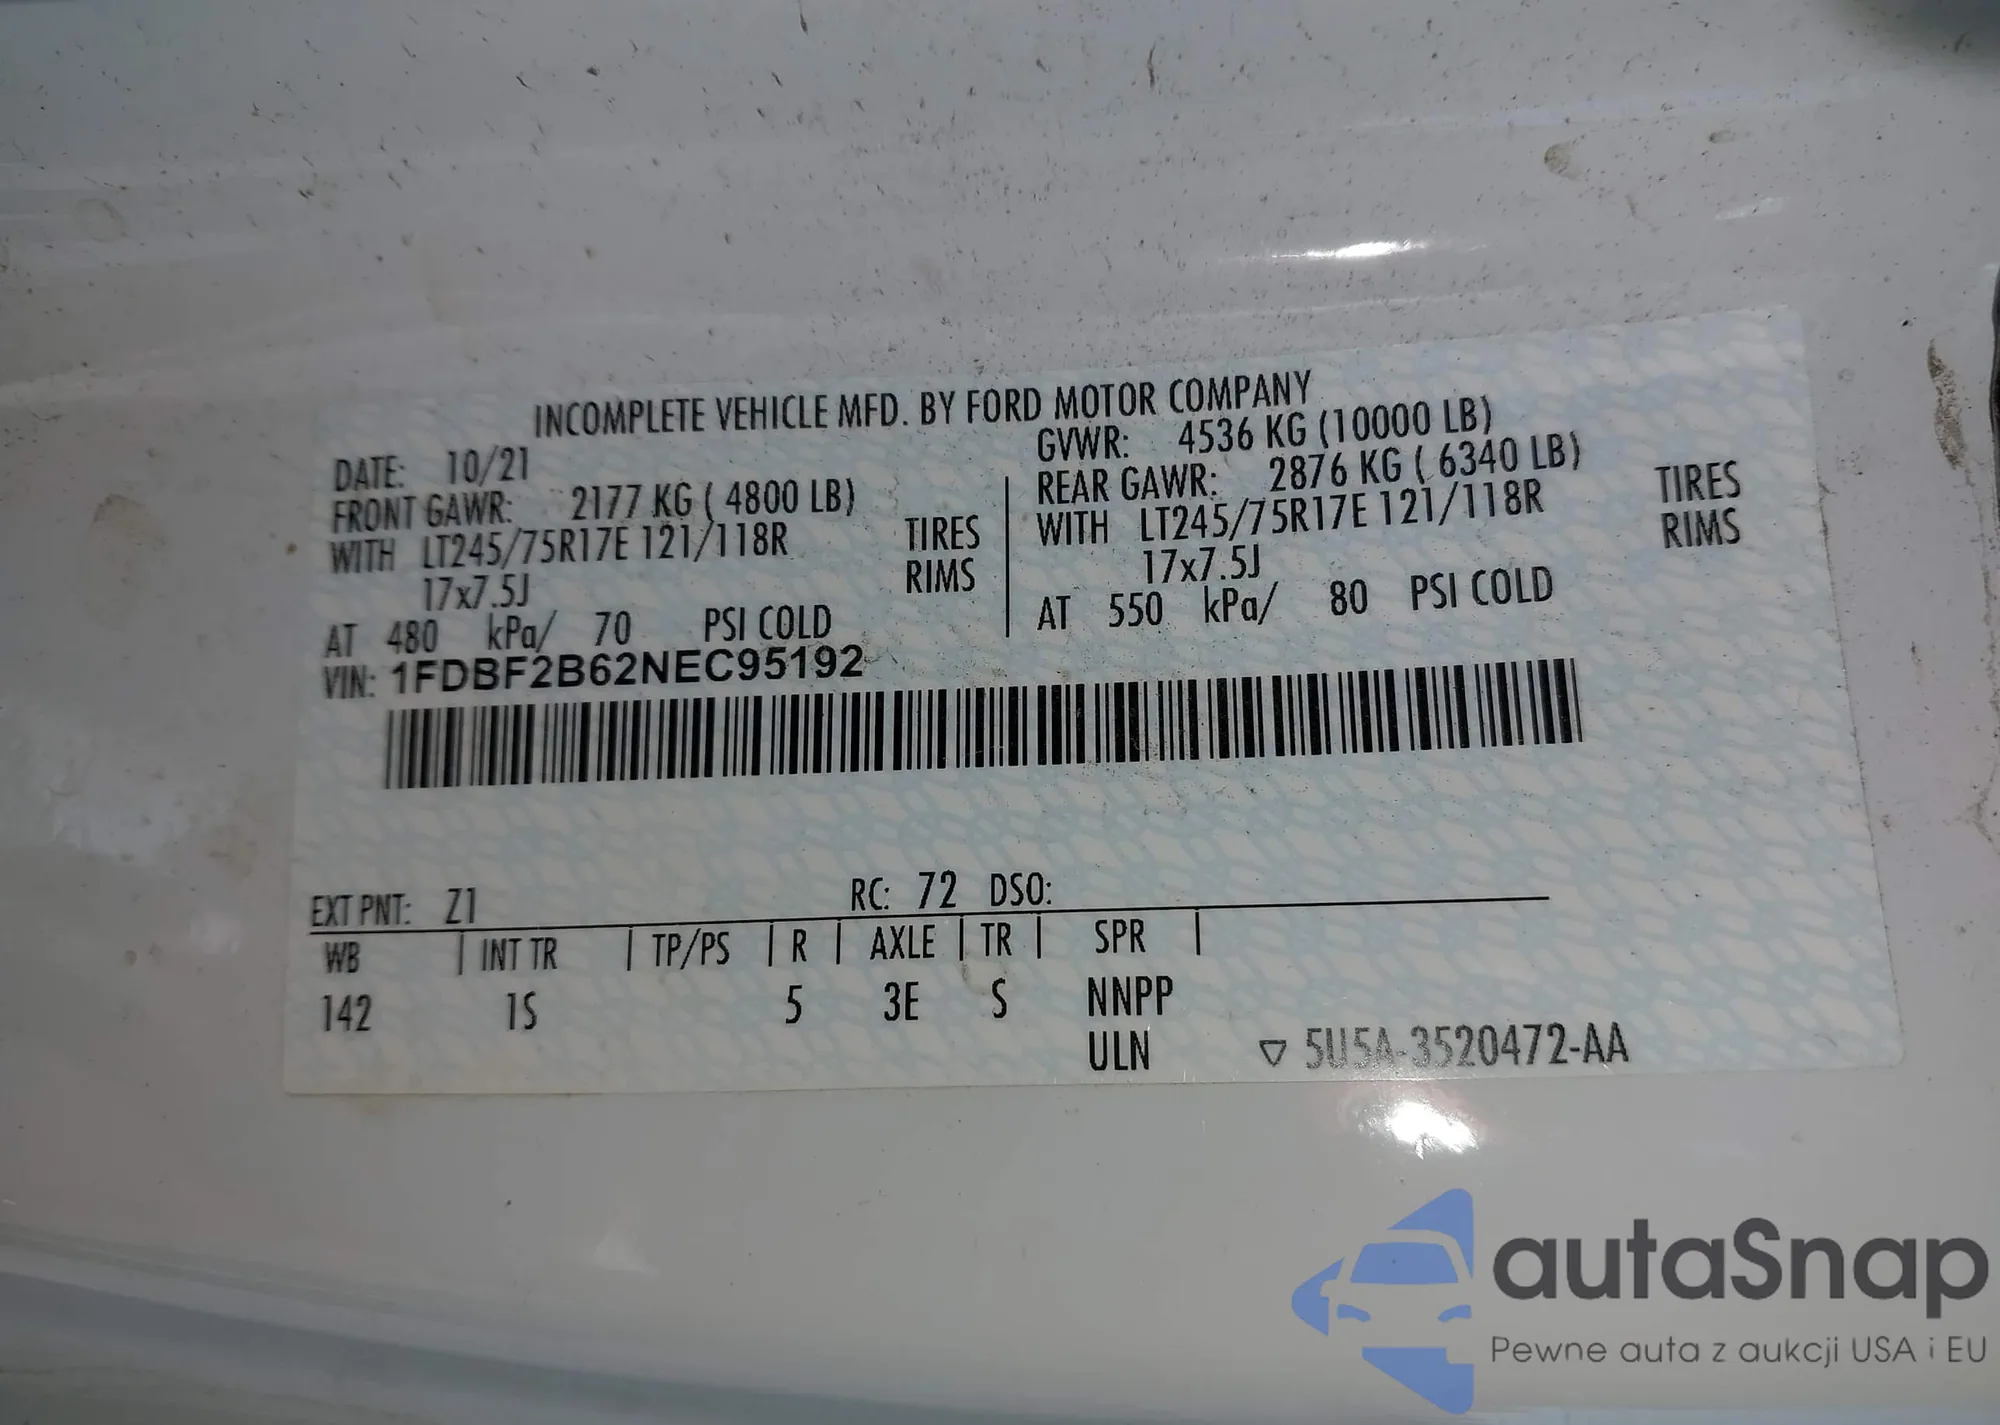 INCOMPLETE VEHICLE MFD. BY FORD MOTOR COMPANY
DATE: 10/21
GVWR: 4536 KG (10000 LB)
FRONT GAWR: 2177 KG ( 4800 LB)
REAR GAWR: 2876 KG ( 6340 LB)
WITH LT245/75R17E 121/118R TIRES
WITH LT245/75R17E 121/118R TIRES
17x7.5J RIMS
17x7.5J RIMS
AT 480 kPa/ 70 PSI COLD
AT 550 kPa/ 80 PSI COLD
VIN: 1FDBF2B62NEC95192
EXT PNT: Z1 RC: 72 DSO:
WB | INT TR | TP/PS | R | AXLE | TR | SPR |
142 1S 5 3E S NNPP
ULN ▽ 5U5A-3520472-AA
autaSnap
Pewne auta z aukcji USA i EU